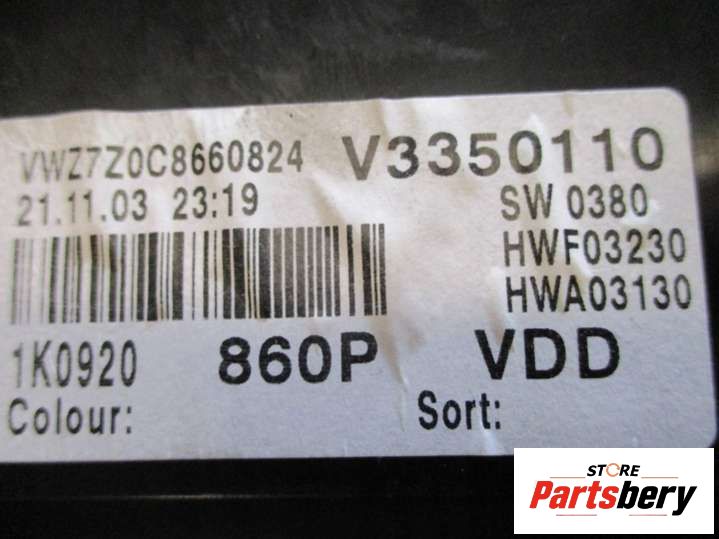 VWZ7Z0C8660824 V3350110
21.11.03 23:19 SW 0380
HWF03230
HWA03130
1K0920 860P VDD
Colour: Sort:
STORE
Partsbery